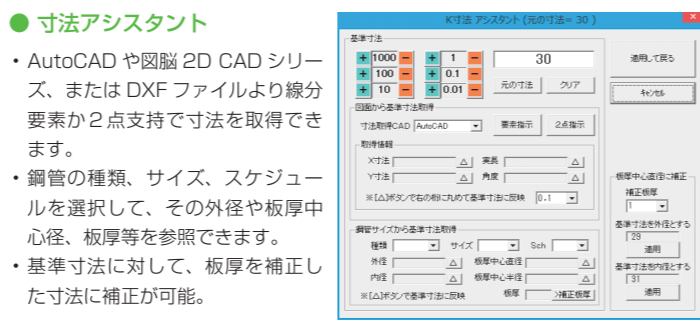 ● 寸法アシスタント
・AutoCAD や図脳 2D CAD シリー
ズ、または DXF ファイルより線分
要素か２点支持で寸法を取得でき
ます。
・鋼管の種類、サイズ、スケジュー
ルを選択して、その外径や板厚中
心径、板厚等を参照できます。
・基準寸法に対して、板厚を補正し
た寸法に補正が可能。
K寸法 アシスタント (元の寸法= 30 )
x
基準寸法
+ 1000 − + 1 − 30
+ 100 − + 0.1 −
+ 10 − + 0.01 − 元の寸法 クリア
適用して戻る
キャンセル
図面から基準寸法取得
寸法取得CAD AutoCAD 要素指示 2点指示
取得情報
X寸法 △ 実長 △
Y寸法 △ 角度 △
※[△]ボタンで右の桁に丸めて基準寸法に反映 0.1
鋼管サイズから基準寸法取得
種類 サイズ Sch
外径 △ 板厚中心直径 △
内径 △ 板厚中心半径 △
※[△]ボタンで基準寸法に反映 板厚 >補正板厚
板厚中心直径に補正
補正板厚
1
基準寸法を外径とする
29
適用
基準寸法を内径とする
31
適用